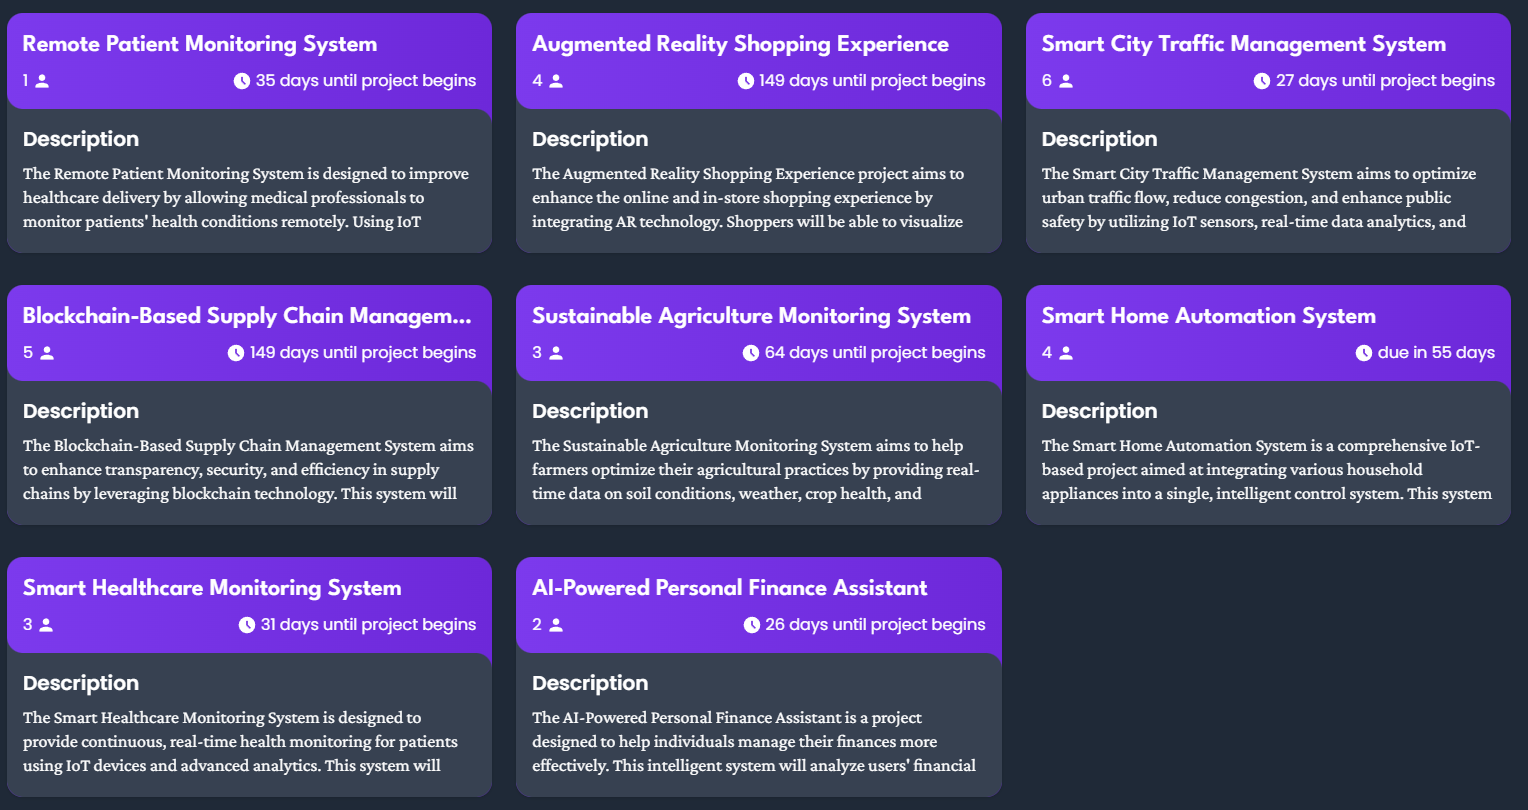 Remote Patient Monitoring System
1
35 days until project begins
Description
The Remote Patient Monitoring System is designed to improve
healthcare delivery by allowing medical professionals to
monitor patients' health conditions remotely. Using IoT
Augmented Reality Shopping Experience
4
149 days until project begins
Description
The Augmented Reality Shopping Experience project aims to
enhance the online and in-store shopping experience by
integrating AR technology. Shoppers will be able to visualize
Smart City Traffic Management System
6
27 days until project begins
Description
The Smart City Traffic Management System aims to optimize
urban traffic flow, reduce congestion, and enhance public
safety by utilizing IoT sensors, real-time data analytics, and
Blockchain-Based Supply Chain Managem...
5
149 days until project begins
Description
The Blockchain-Based Supply Chain Management System aims
to enhance transparency, security, and efficiency in supply
chains by leveraging blockchain technology. This system will
Sustainable Agriculture Monitoring System
3
64 days until project begins
Description
The Sustainable Agriculture Monitoring System aims to help
farmers optimize their agricultural practices by providing real-
time data on soil conditions, weather, crop health, and
Smart Home Automation System
4
due in 55 days
Description
The Smart Home Automation System is a comprehensive IoT-
based project aimed at integrating various household
appliances into a single, intelligent control system. This system
Smart Healthcare Monitoring System
3
31 days until project begins
Description
The Smart Healthcare Monitoring System is designed to
provide continuous, real-time health monitoring for patients
using IoT devices and advanced analytics. This system will
AI-Powered Personal Finance Assistant
2
26 days until project begins
Description
The AI-Powered Personal Finance Assistant is a project
designed to help individuals manage their finances more
effectively. This intelligent system will analyze users' financial